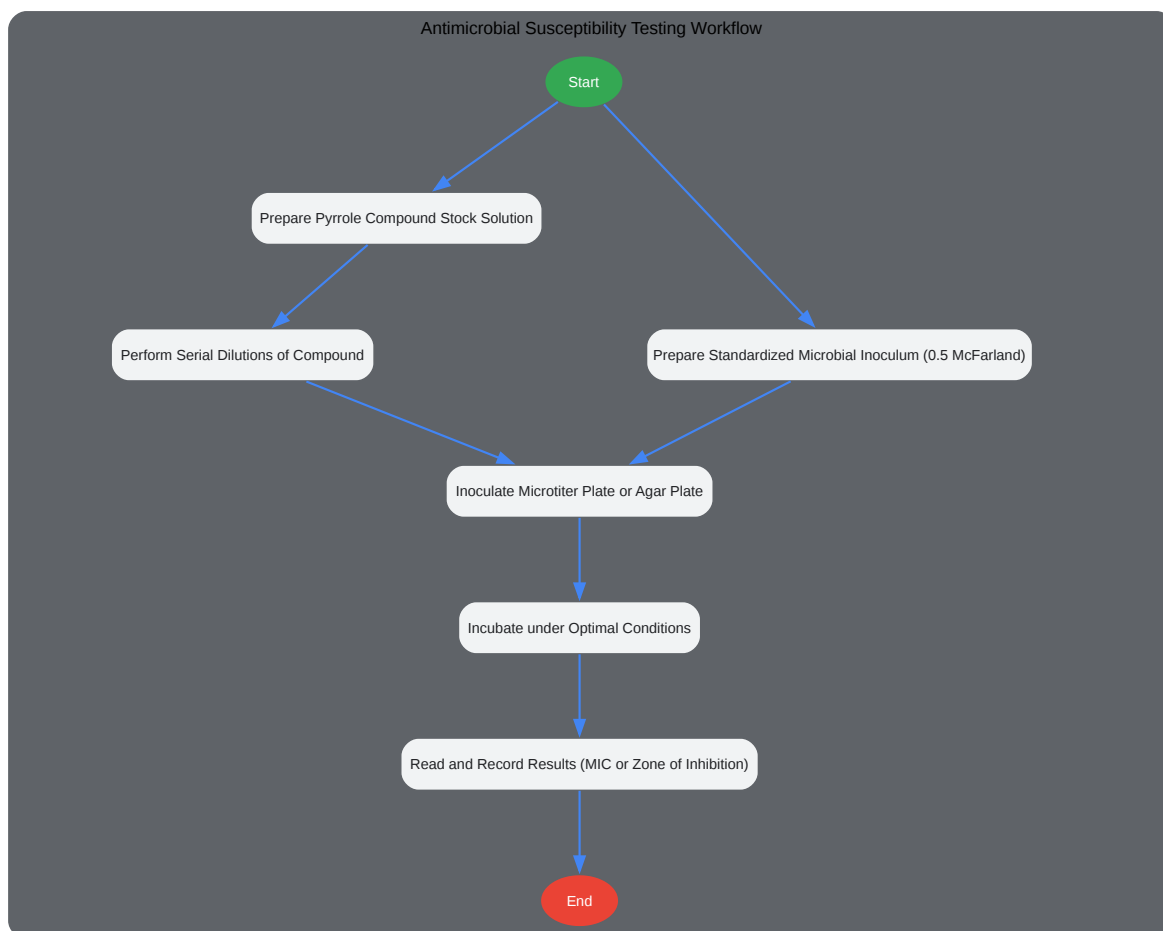 Antimicrobial Susceptibility Testing Workflow
Start
Prepare Pyrrole Compound Stock Solution
Perform Serial Dilutions of Compound
Prepare Standardized Microbial Inoculum (0.5 McFarland)
Inoculate Microtiter Plate or Agar Plate
Incubate under Optimal Conditions
Read and Record Results (MIC or Zone of Inhibition)
End